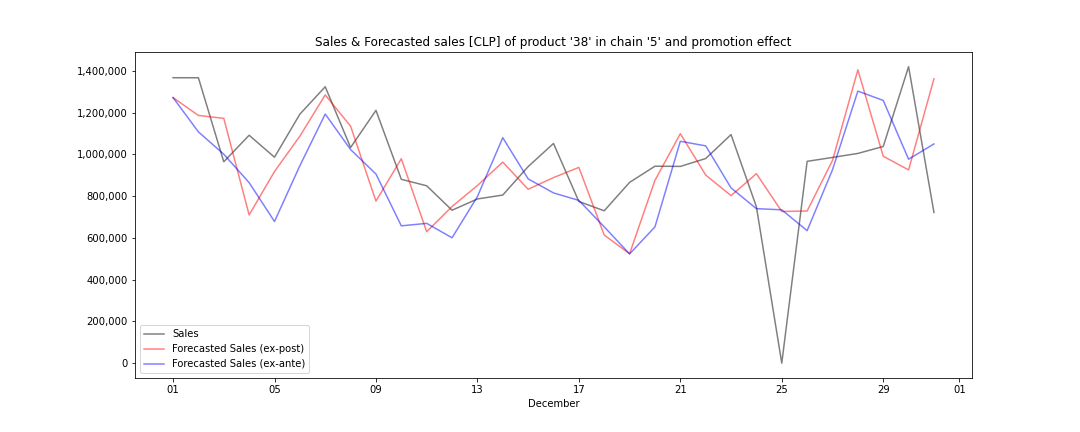 Sales & Forecasted sales [CLP] of product '38' in chain '5' and promotion effect
1,400,000
1,200,000
1,000,000
800,000
600,000
400,000
200,000
0
Sales
Forecasted Sales (ex-post)
Forecasted Sales (ex-ante)
01 05 09 13 17 21 25 29 01
December